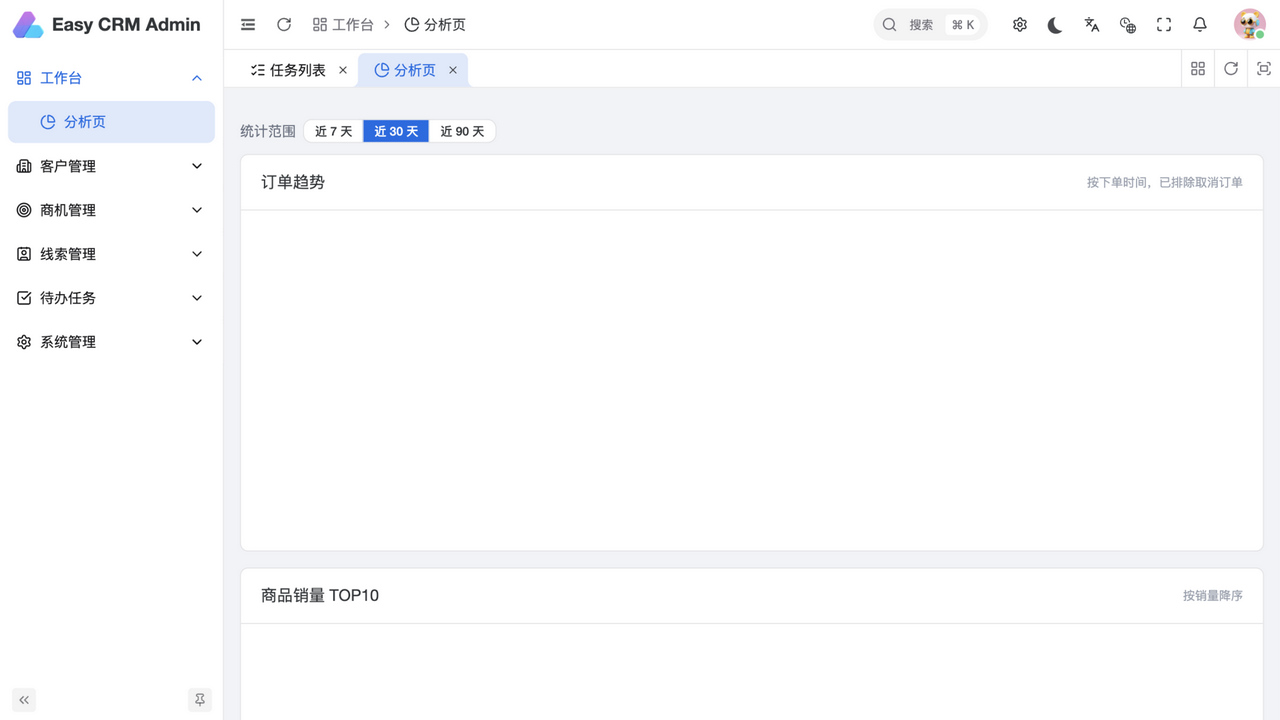 Easy CRM Admin
工作台
分析页
搜索
⌘ K
工作台
分析页
客户管理
商机管理
线索管理
待办任务
系统管理
任务列表
分析页
统计范围
近 7 天
近 30 天
近 90 天
订单趋势
按下单时间，已排除取消订单
商品销量 TOP10
按销量降序